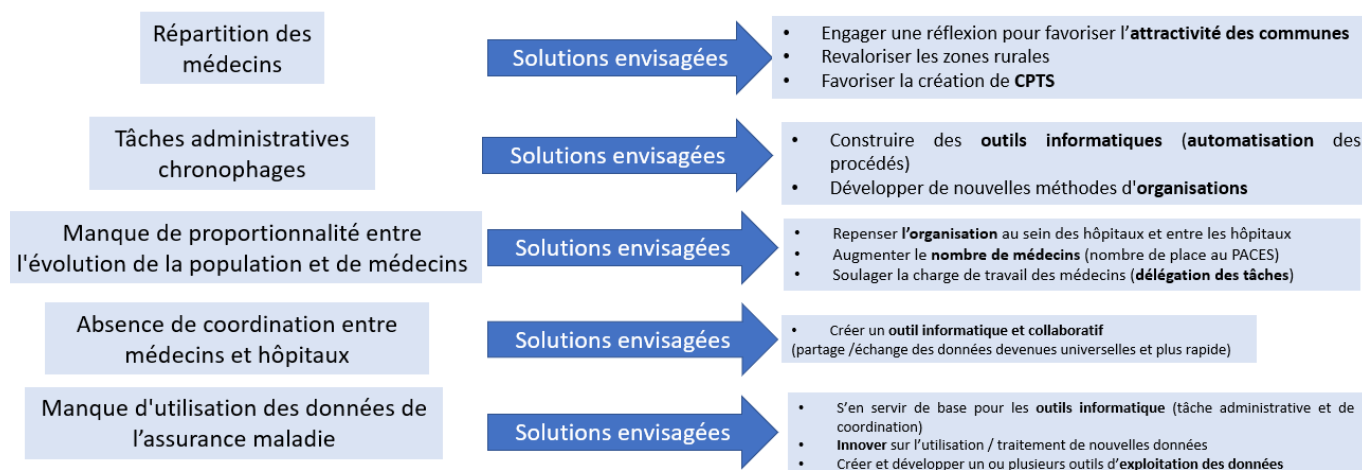 Répartition des
médecins
Solutions envisagées
• Engager une réflexion pour favoriser l'attractivité des communes
• Revaloriser les zones rurales
• Favoriser la création de CPTS
Tâches administratives
chronophages
Solutions envisagées
• Construire des outils informatiques (automatisation des
procédés)
• Développer de nouvelles méthodes d'organisations
Manque de proportionnalité entre
l'évolution de la population et de médecins
Solutions envisagées
• Repenser l'organisation au sein des hôpitaux et entre les hôpitaux
• Augmenter le nombre de médecins (nombre de place au PACES)
• Soulager la charge de travail des médecins (délégation des tâches)
Absence de coordination entre
médecins et hôpitaux
Solutions envisagées
• Créer un outil informatique et collaboratif
(partage /échange des données devenues universelles et plus rapide)
Manque d'utilisation des données de
l'assurance maladie
Solutions envisagées
• S'en servir de base pour les outils informatique (tâche administrative et de
coordination)
• Innover sur l'utilisation / traitement de nouvelles données
• Créer et développer un ou plusieurs outils d'exploitation des données